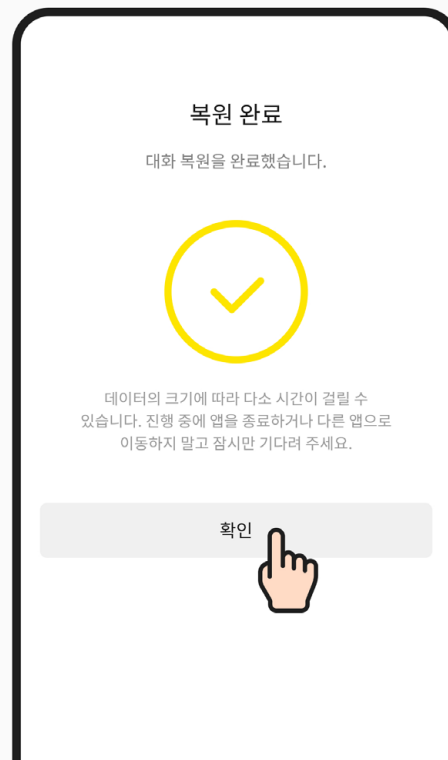 복원 완료
대화 복원을 완료했습니다.
데이터의 크기에 따라 다소 시간이 걸릴 수
있습니다. 진행 중에 앱을 종료하거나 다른 앱으로
이동하지 말고 잠시만 기다려 주세요.
확인